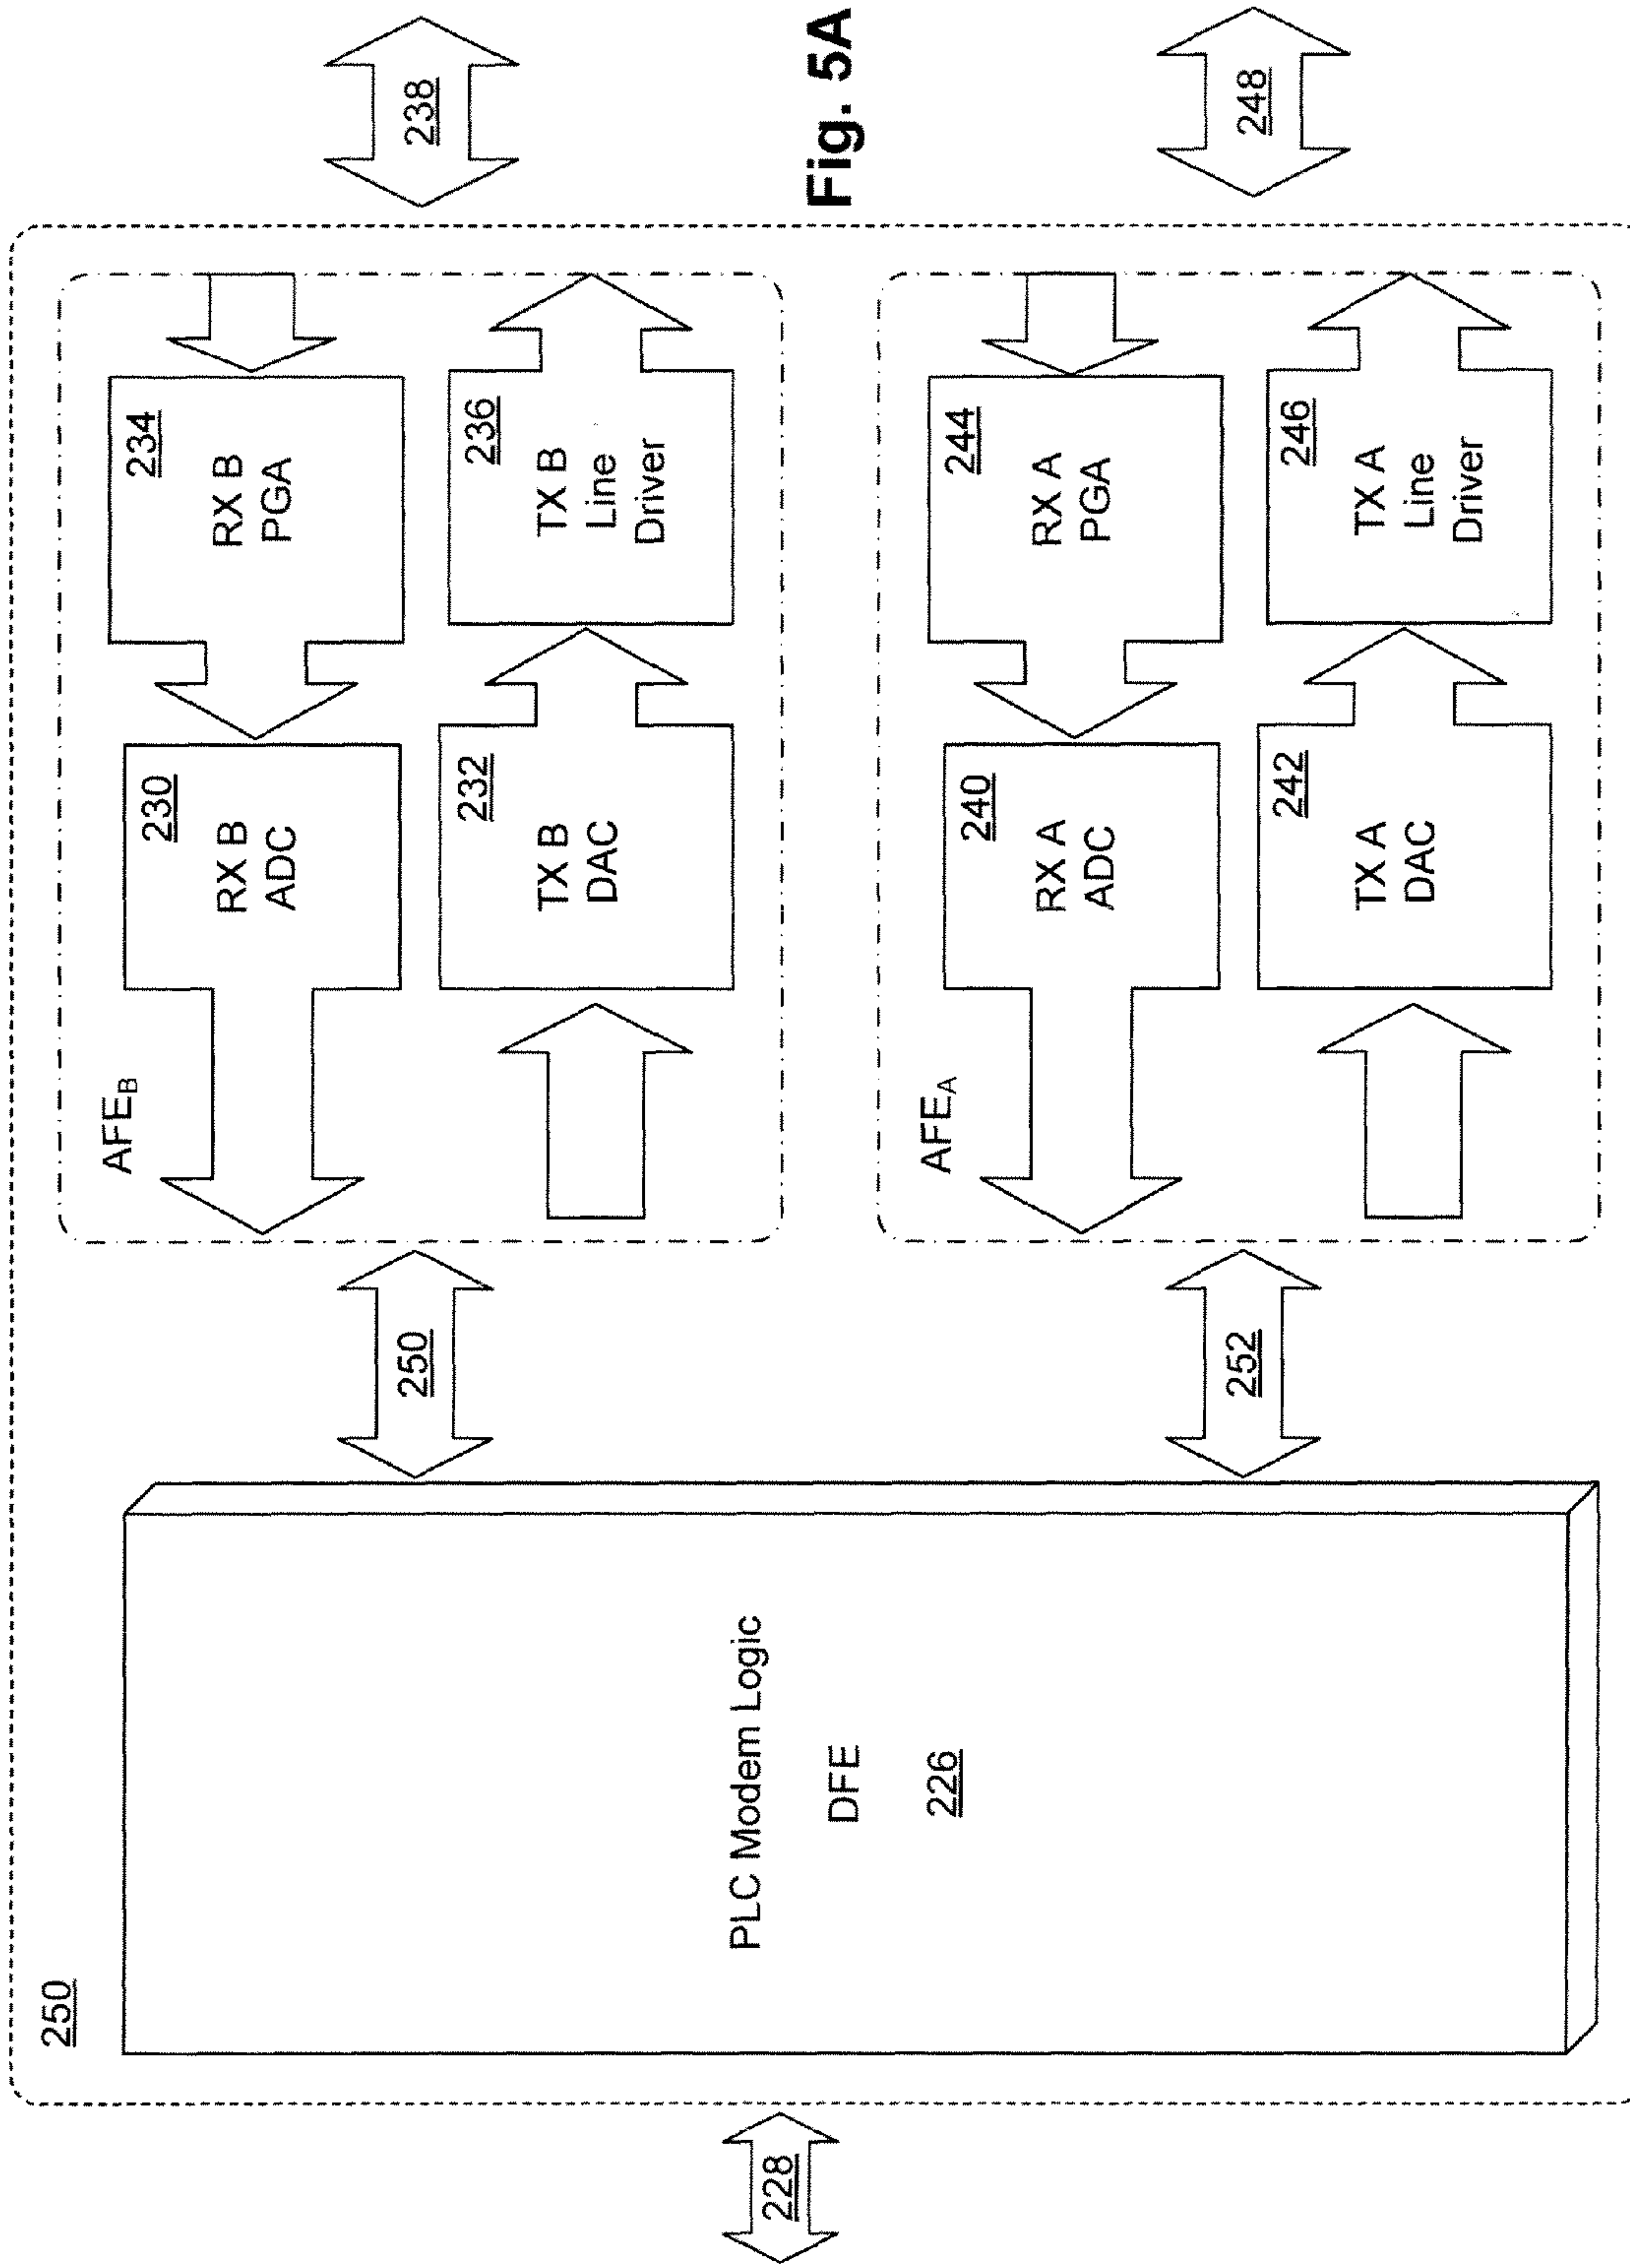 250
228
PLC Modem Logic
DFE
226
250
252
AFEB
230
RX B
ADC
234
RX B
PGA
232
TX B
DAC
236
TX B
Line
Driver
238
AFEA
240
RX A
ADC
244
RX A
PGA
242
TX A
DAC
246
TX A
Line
Driver
248
Fig. 5A